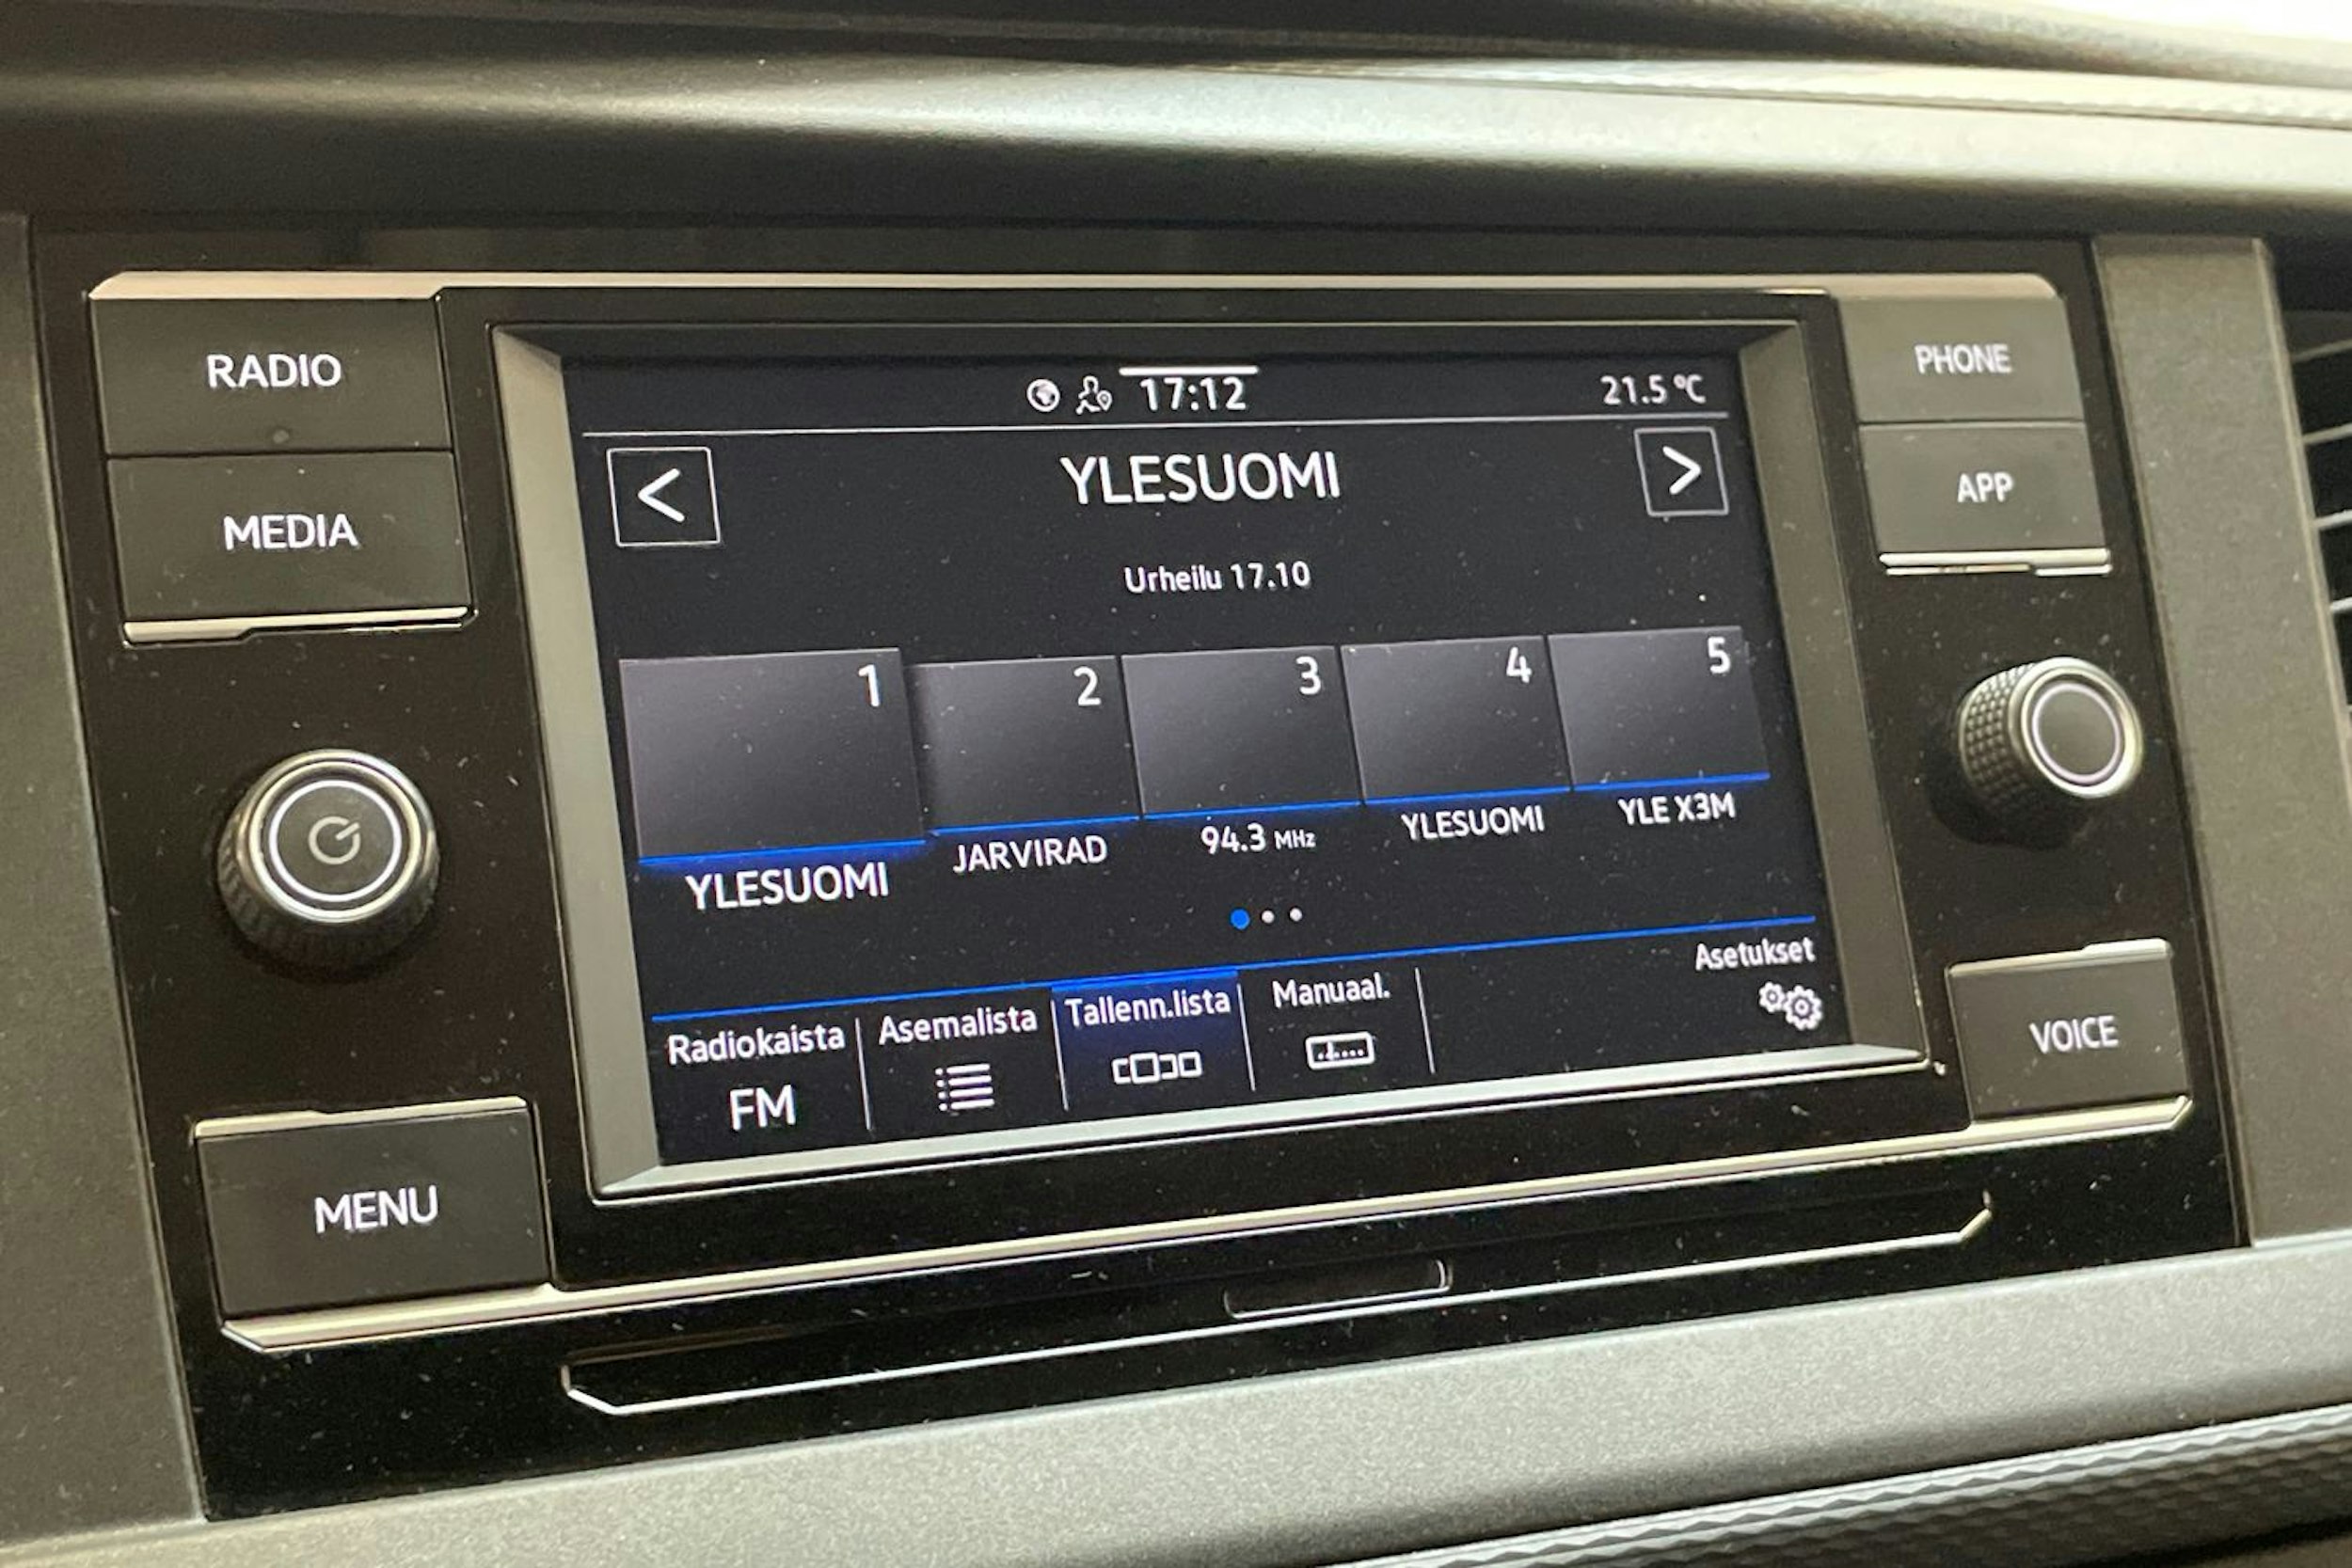 RADIO
MEDIA
MENU
17:12
21.5 °C
<
YLESUOMI
>
Urheilu 17.10
1
2
3
4
5
YLESUOMI
JARVIRAD
94.3 MHz
YLESUOMI
YLE X3M
Radiokaista
FM
Asemalista
Tallenn.lista
Manuaal.
Asetukset
PHONE
APP
VOICE